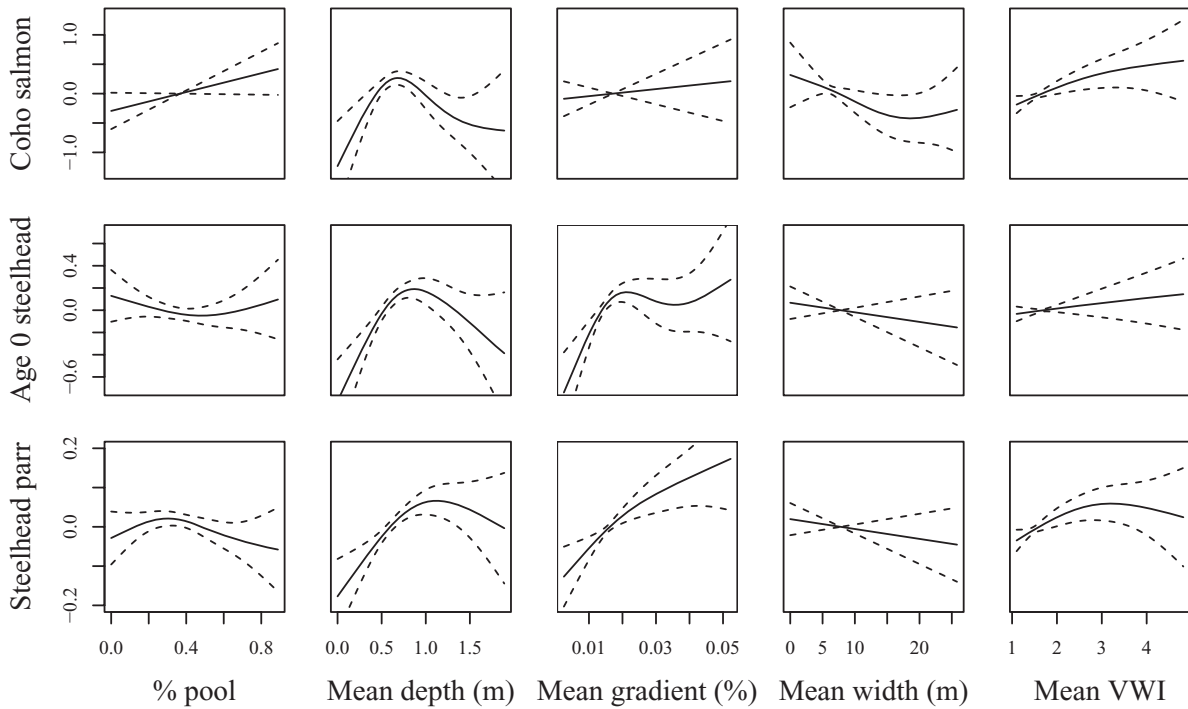 Coho salmon
1.0
0.0
−1.0
Age 0 steelhead
0.4
0.0
−0.6
Steelhead parr
0.2
0.0
−0.2
0.0 0.4 0.8 0.0 0.5 1.0 1.5 0.01 0.03 0.05 0 5 10 20 1 2 3 4
% pool Mean depth (m) Mean gradient (%) Mean width (m) Mean VWI